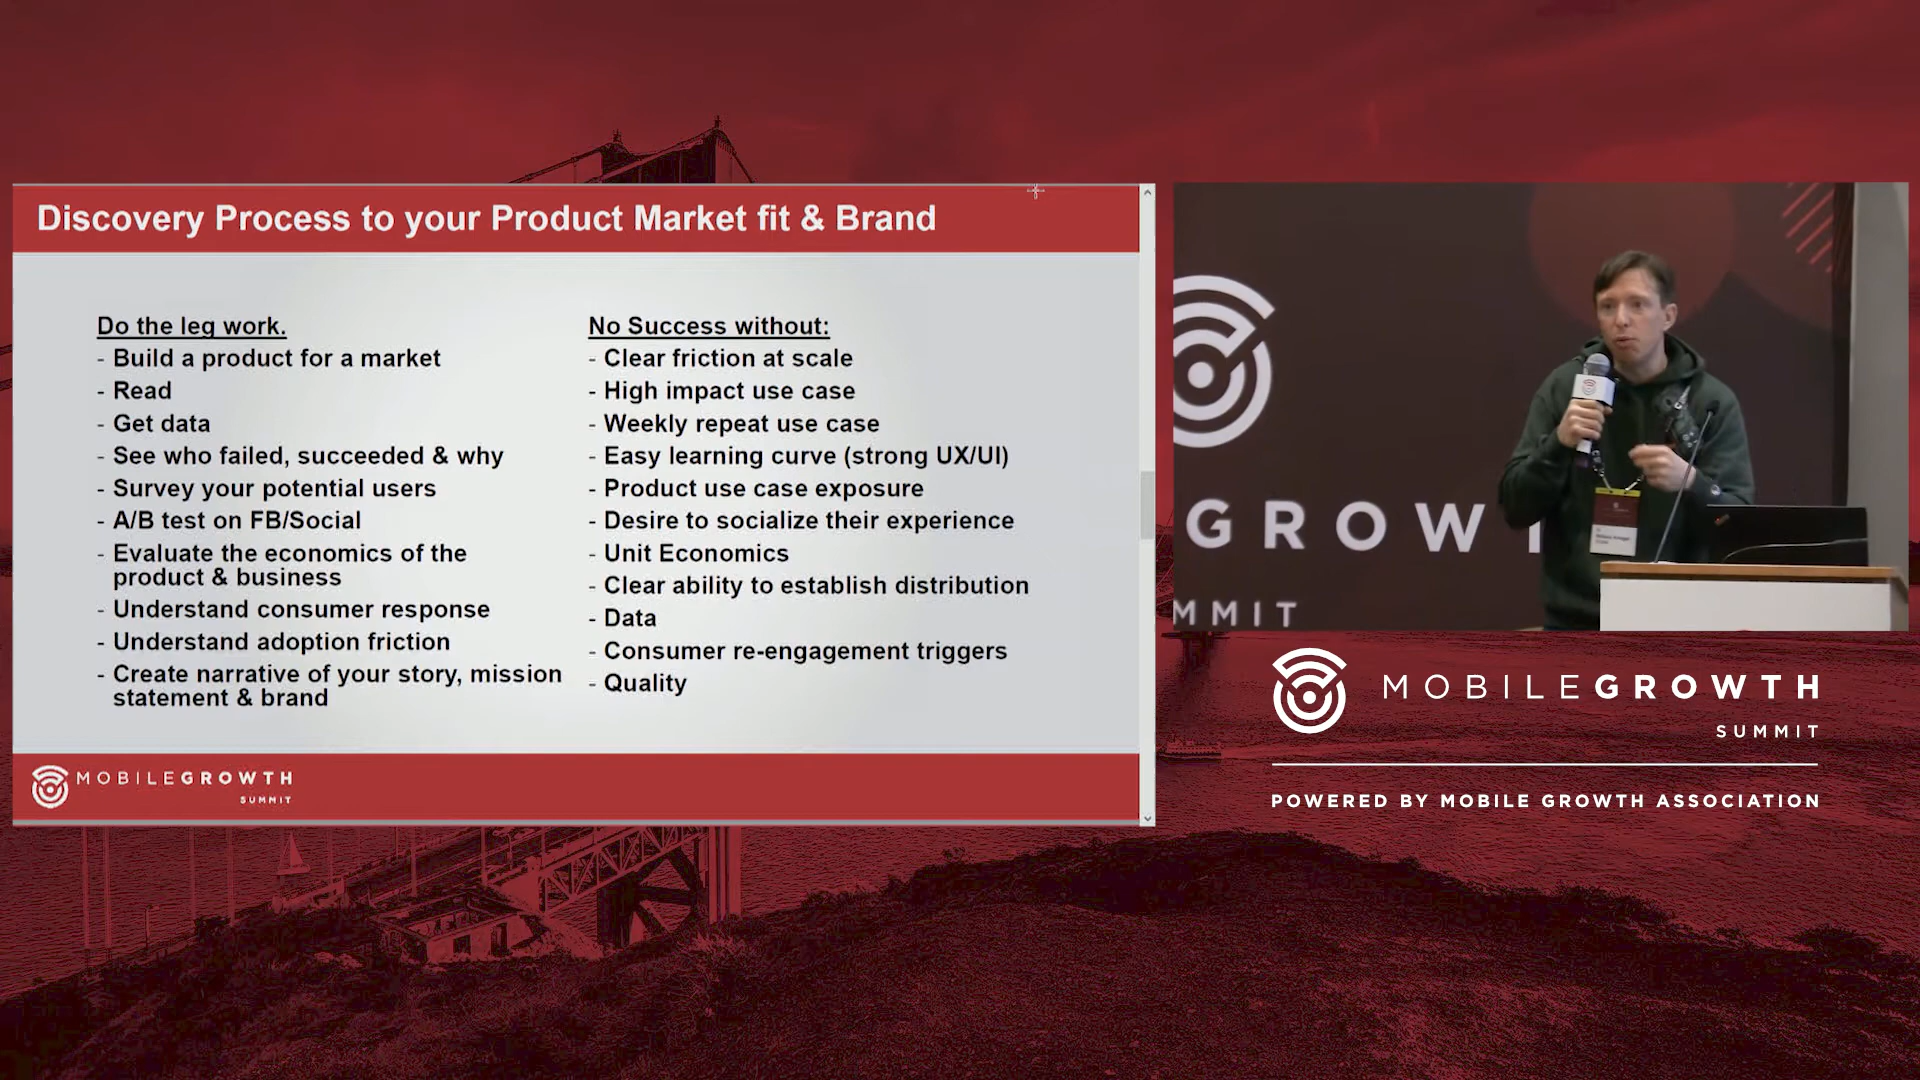 Discovery Process to your Product Market fit & Brand
Do the leg work.
- Build a product for a market
- Read
- Get data
- See who failed, succeeded & why
- Survey your potential users
- A/B test on FB/Social
- Evaluate the economics of the
product & business
- Understand consumer response
- Understand adoption friction
- Create narrative of your story, mission
statement & brand
No Success without:
- Clear friction at scale
- High impact use case
- Weekly repeat use case
- Easy learning curve (strong UX/UI)
- Product use case exposure
- Desire to socialize their experience
- Unit Economics
- Clear ability to establish distribution
- Data
- Consumer re-engagement triggers
- Quality
MOBILEGROWTH
SUMMIT
GROW
MMIT
MOBILEGROWTH
SUMMIT
POWERED BY MOBILE GROWTH ASSOCIATION